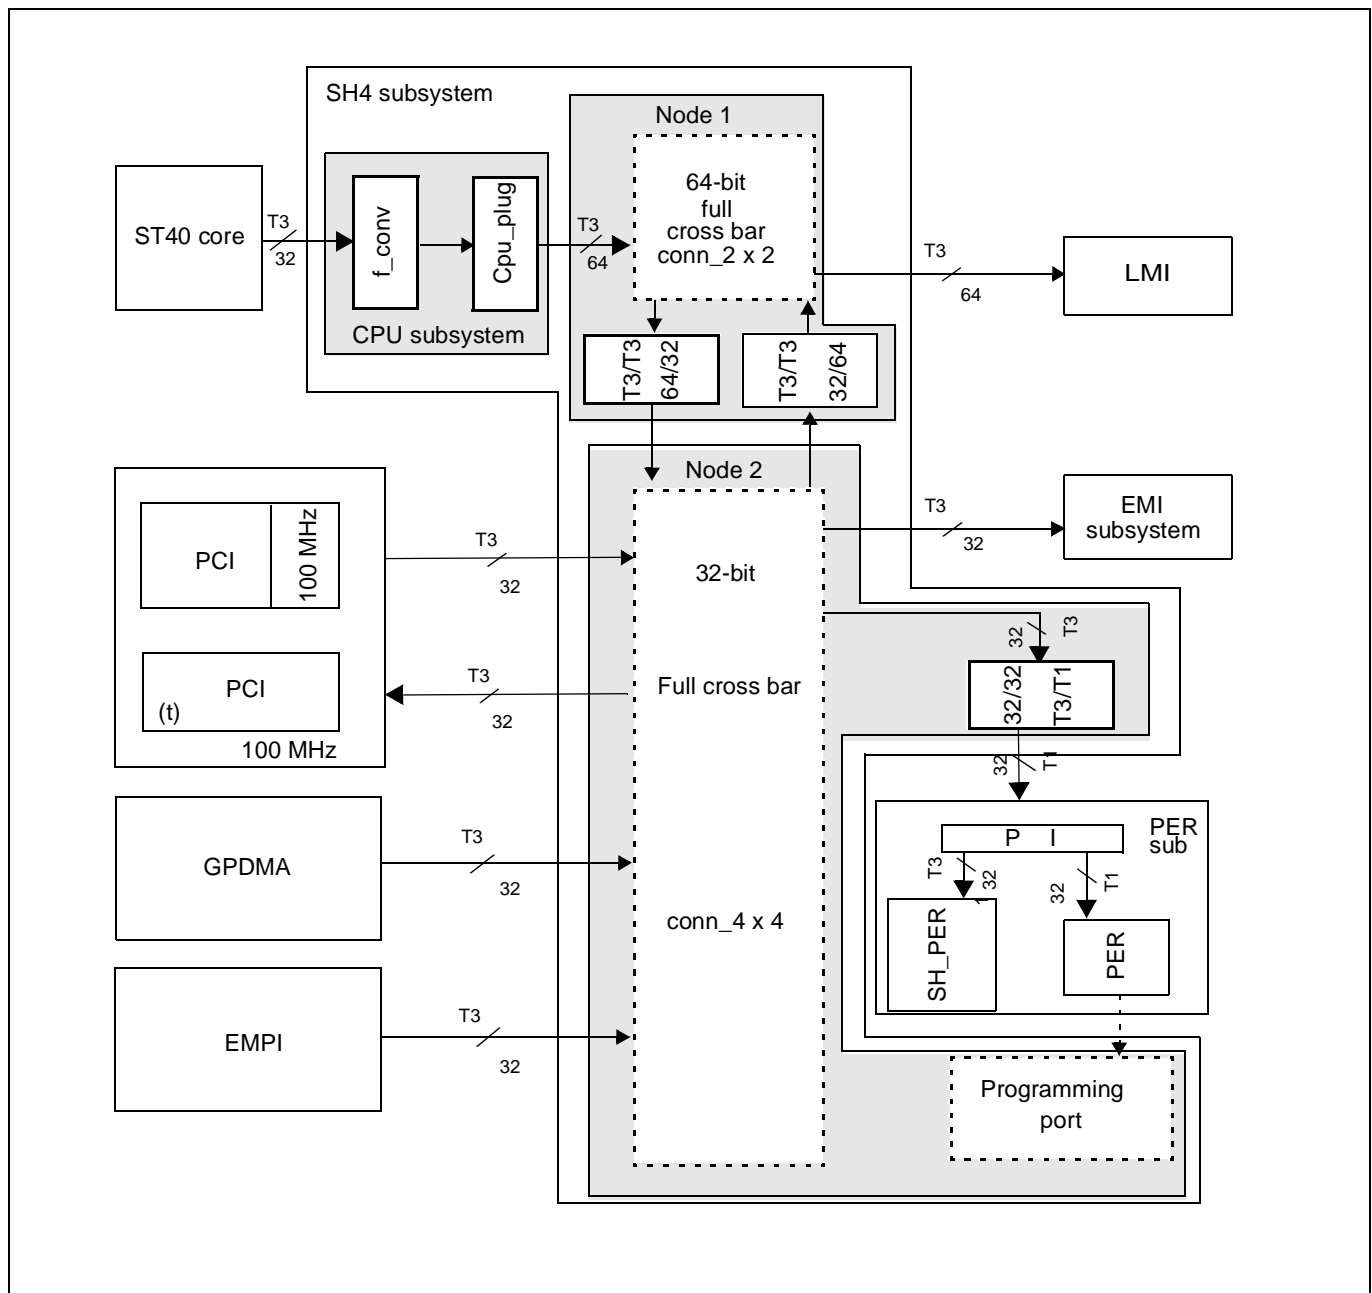 SH4 subsystem
Node 1
ST40 core
T3
32
f_conv
Cpu_plug
CPU subsystem
T3
64
64-bit
full
cross bar
conn_2 x 2
T3
64
LMI
T3/T3
64/32
T3/T3
32/64
Node 2
PCI
100 MHz
T3
32
PCI
(t)
100 MHz
T3
32
32-bit
Full cross bar
conn_4 x 4
T3
32
EMI
subsystem
32
T3
32/32
T3/T1
32
T1
GPDMA
T3
32
PER
sub
P I
T3
32
32
T1
SH_PER
PER
EMPI
T3
32
Programming
port